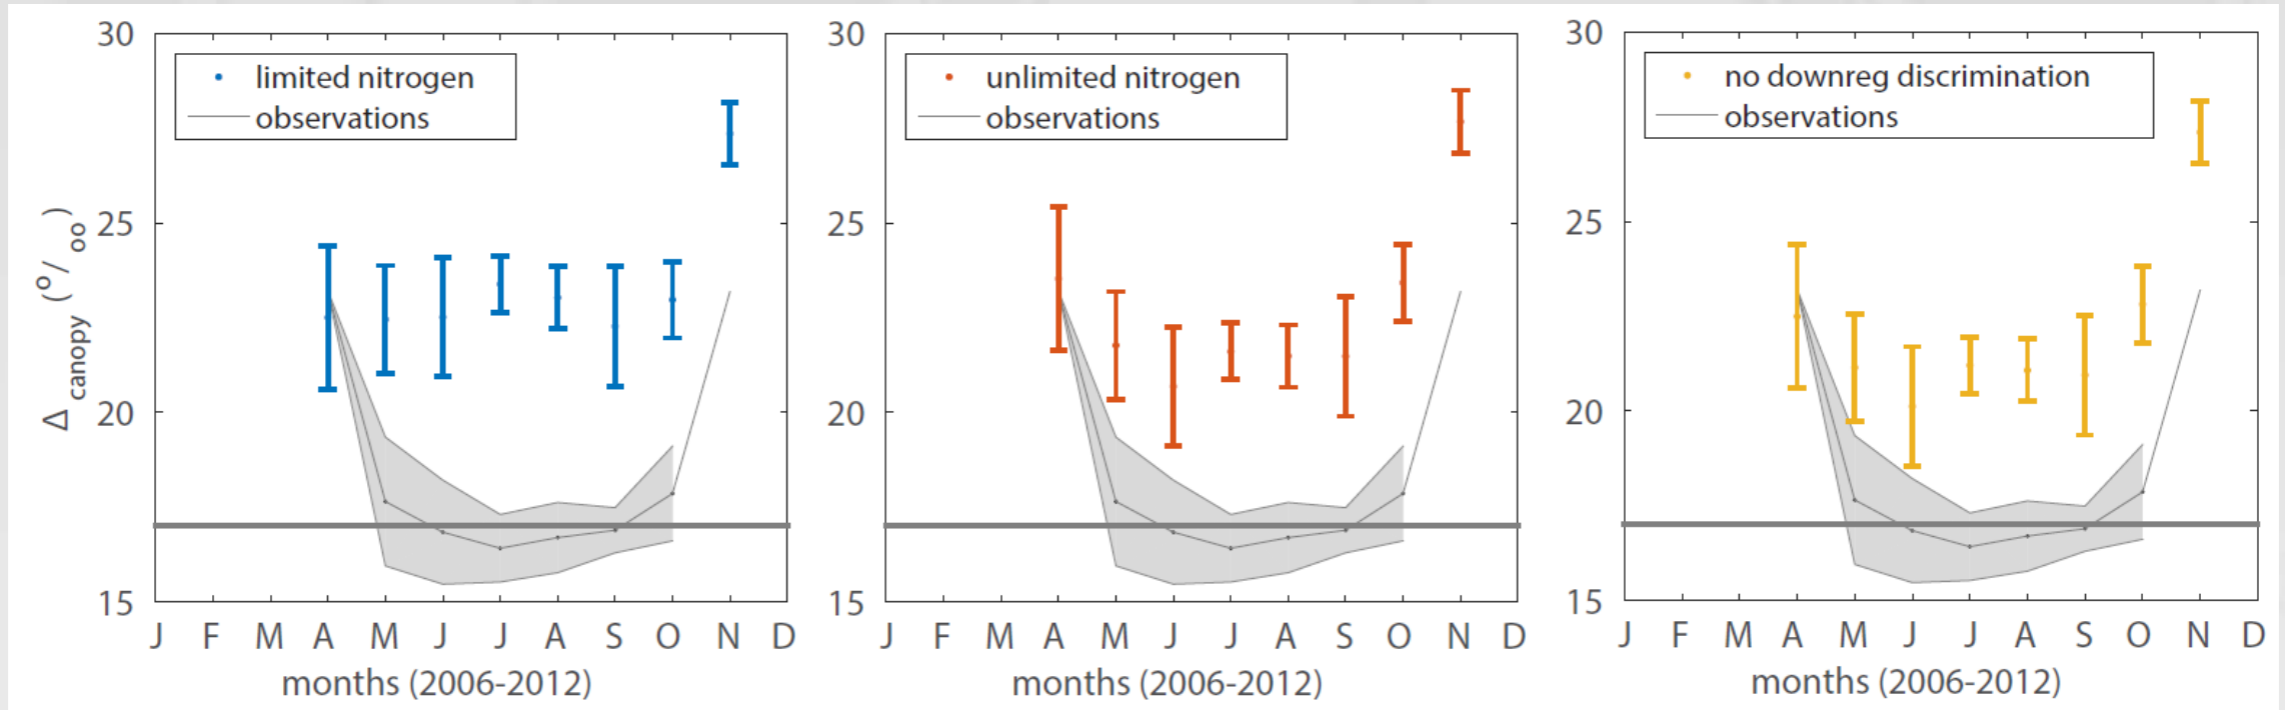 30
25
20
15
Δ canopy (o/oo)
limited nitrogen
observations
J F M A M J J A S O N D
months (2006-2012)
30
25
20
15
unlimited nitrogen
observations
J F M A M J J A S O N D
months (2006-2012)
30
25
20
15
no downreg discrimination
observations
J F M A M J J A S O N D
months (2006-2012)